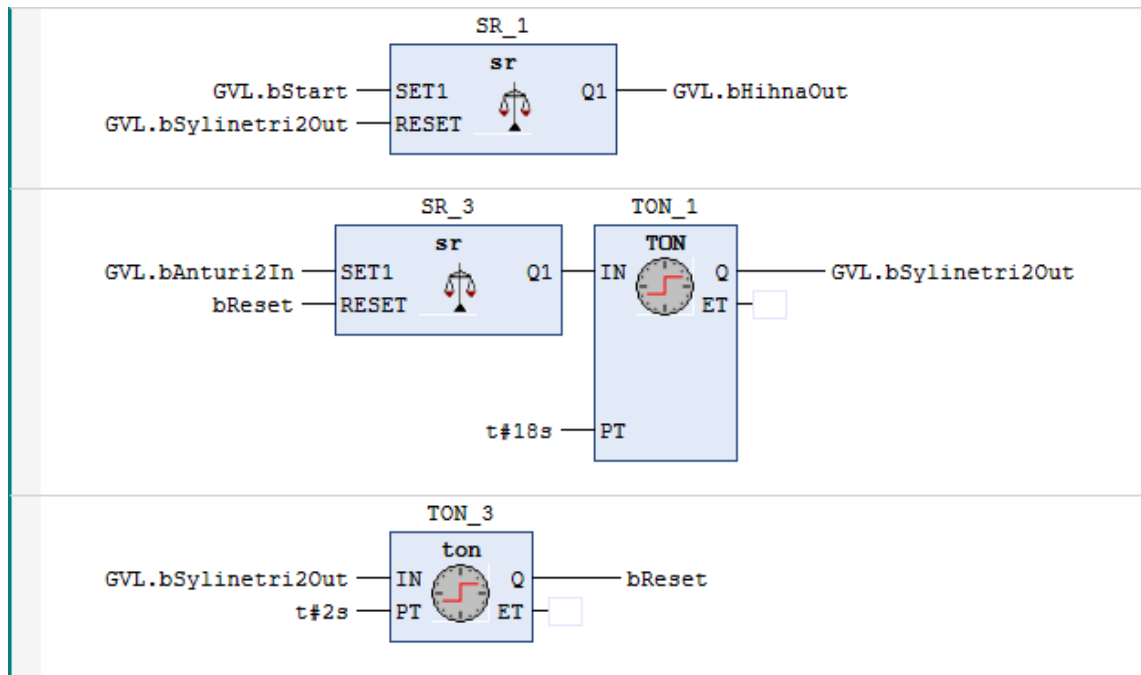 SR_1
sr
GVL.bStart SET1 Q1 GVL.bHihnaOut
GVL.bSylinetri2Out RESET
SR_3 TON_1
sr TON
GVL.bAnturi2In SET1 Q1 IN Q GVL.bSylinetri2Out
bReset RESET ET
t#18s PT
TON_3
ton
GVL.bSylinetri2Out IN Q bReset
t#2s PT ET